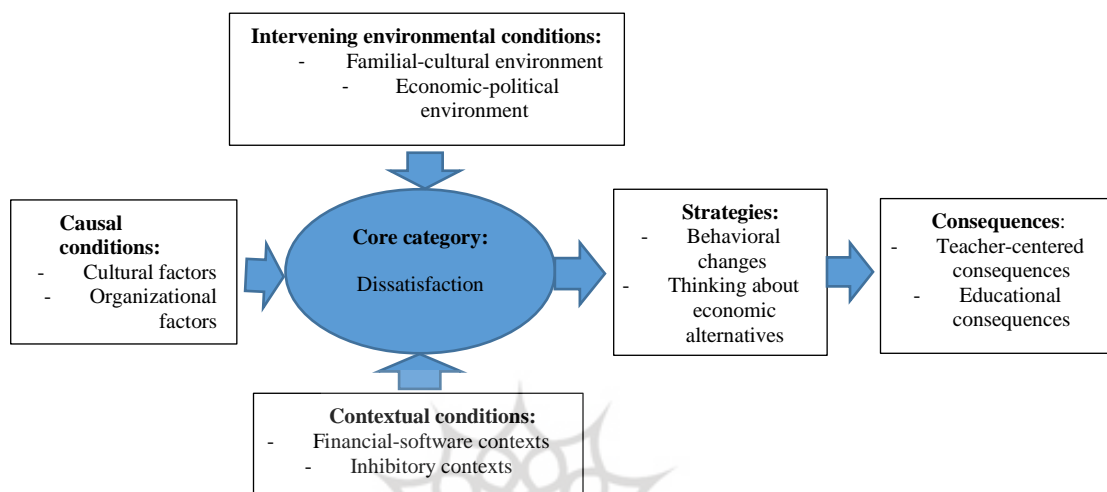 Intervening environmental conditions:
- Familial-cultural environment
- Economic-political
environment
Causal
conditions:
- Cultural factors
- Organizational
factors
Core category:
Dissatisfaction
Strategies:
- Behavioral
changes
- Thinking about
economic
alternatives
Consequences:
- Teacher-centered
consequences
- Educational
consequences
Contextual conditions:
- Financial-software contexts
- Inhibitory contexts